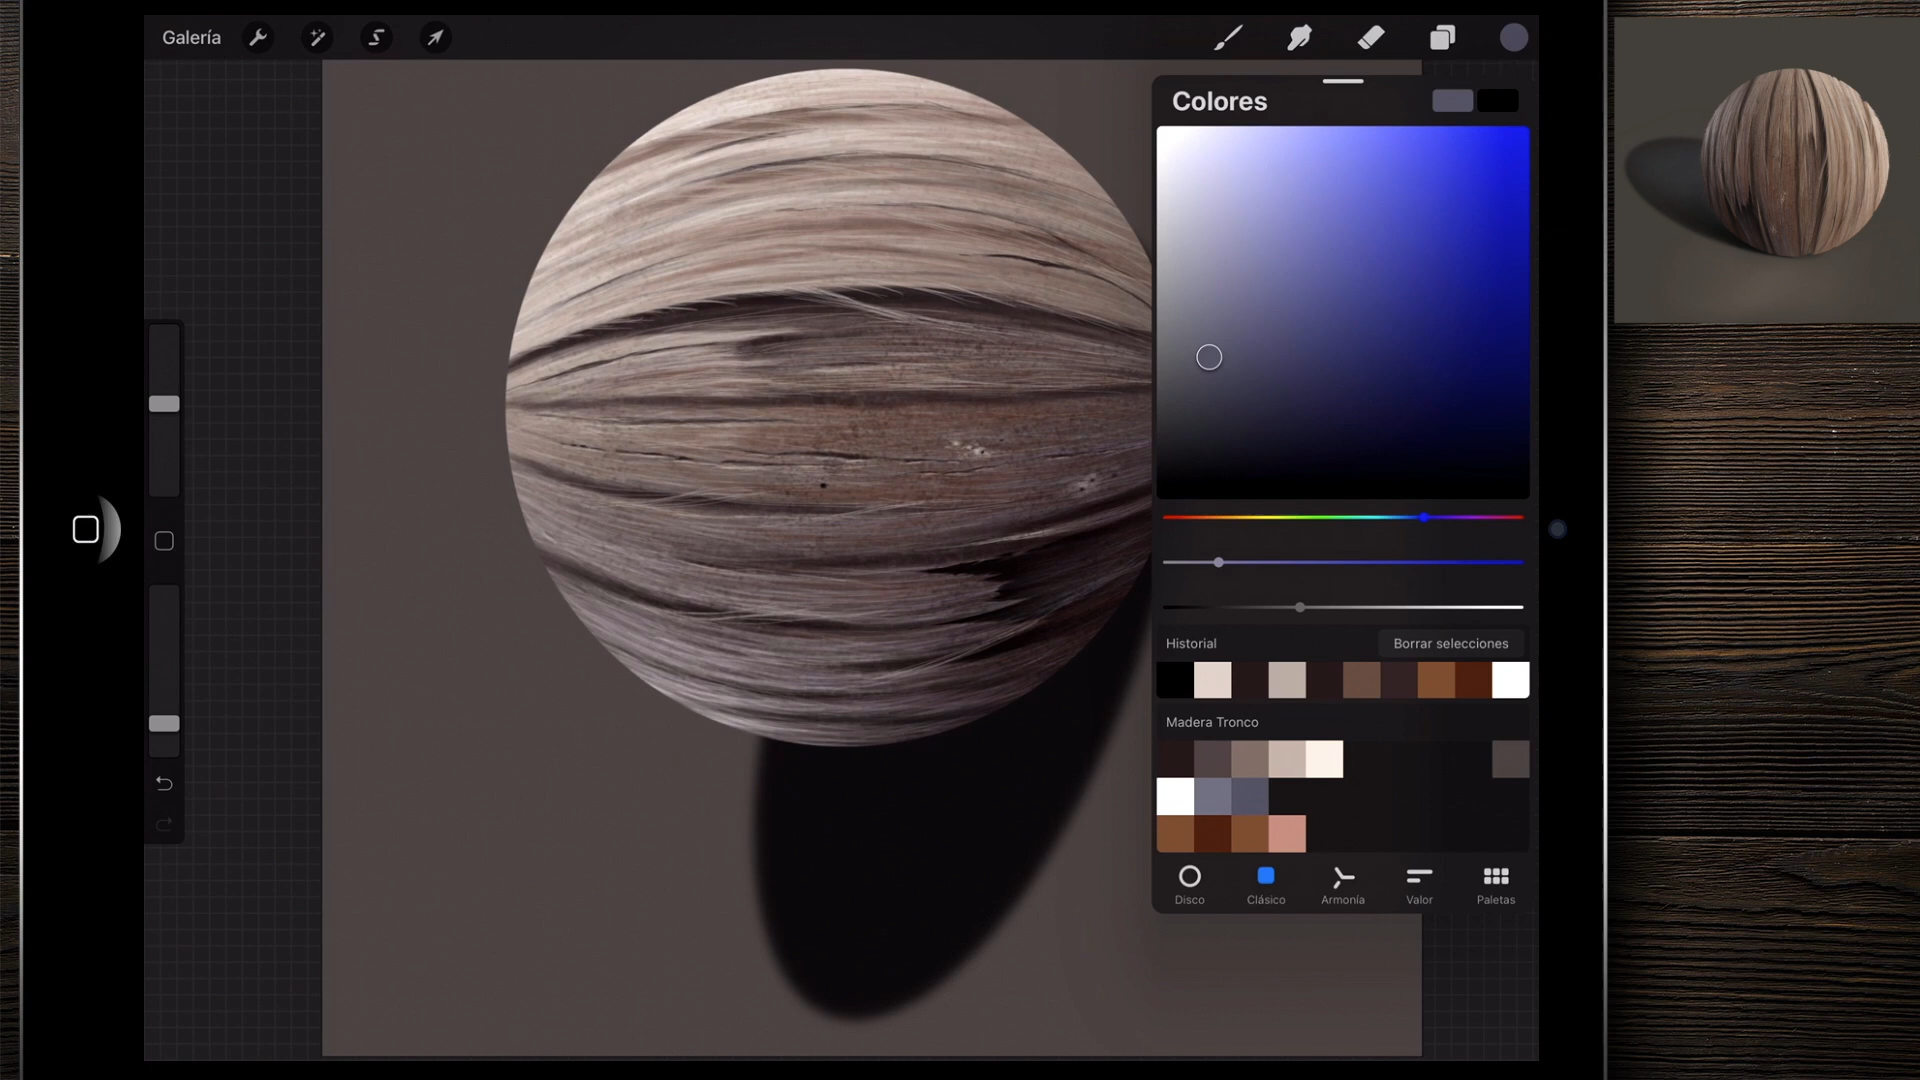 Galería
Colores
Historial
Borrar selecciones
Madera Tronco
Disco
Clásico
Armonía
Valor
Paletas